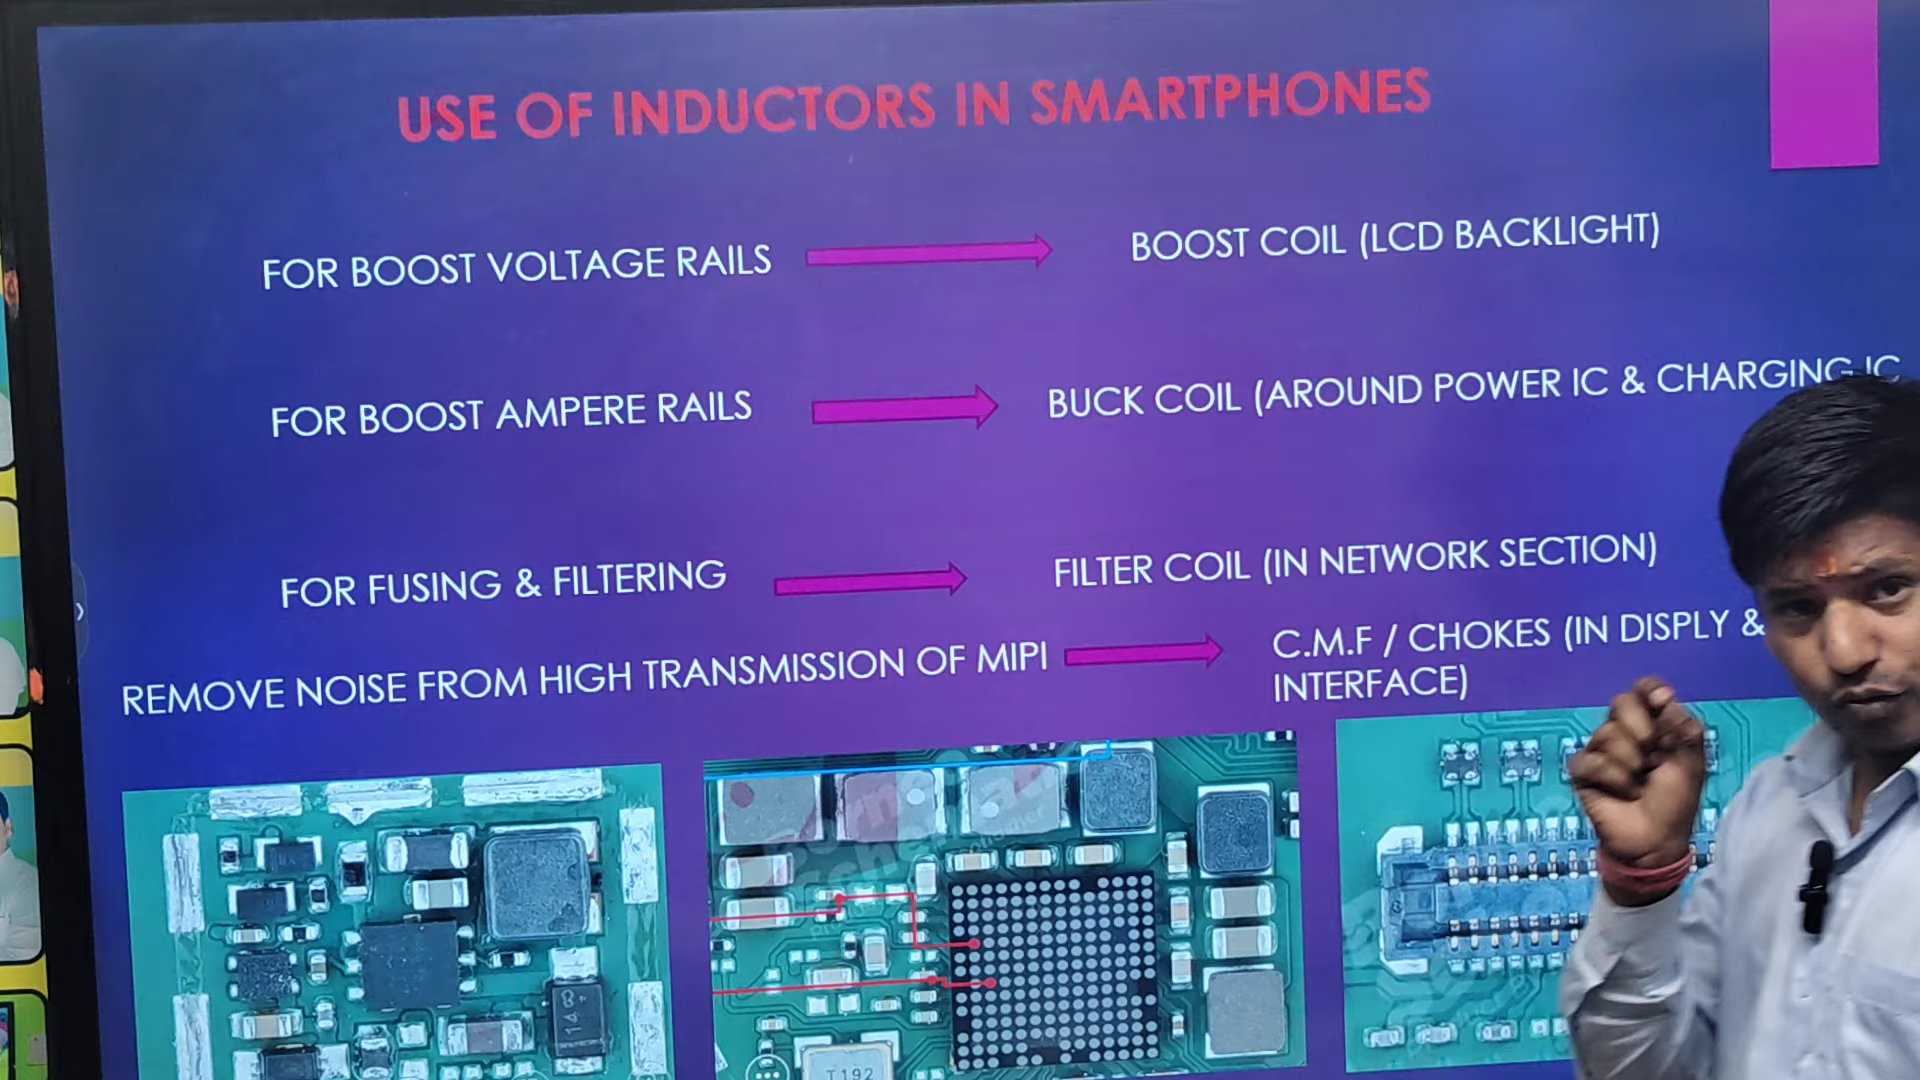 USE OF INDUCTORS IN SMARTPHONES
FOR BOOST VOLTAGE RAILS
BOOST COIL (LCD BACKLIGHT)
FOR BOOST AMPERE RAILS
BUCK COIL (AROUND POWER IC & CHARGING IC
FOR FUSING & FILTERING
FILTER COIL (IN NETWORK SECTION)
REMOVE NOISE FROM HIGH TRANSMISSION OF MIPI
C.M.F / CHOKES (IN DISPLY &
INTERFACE)
T192